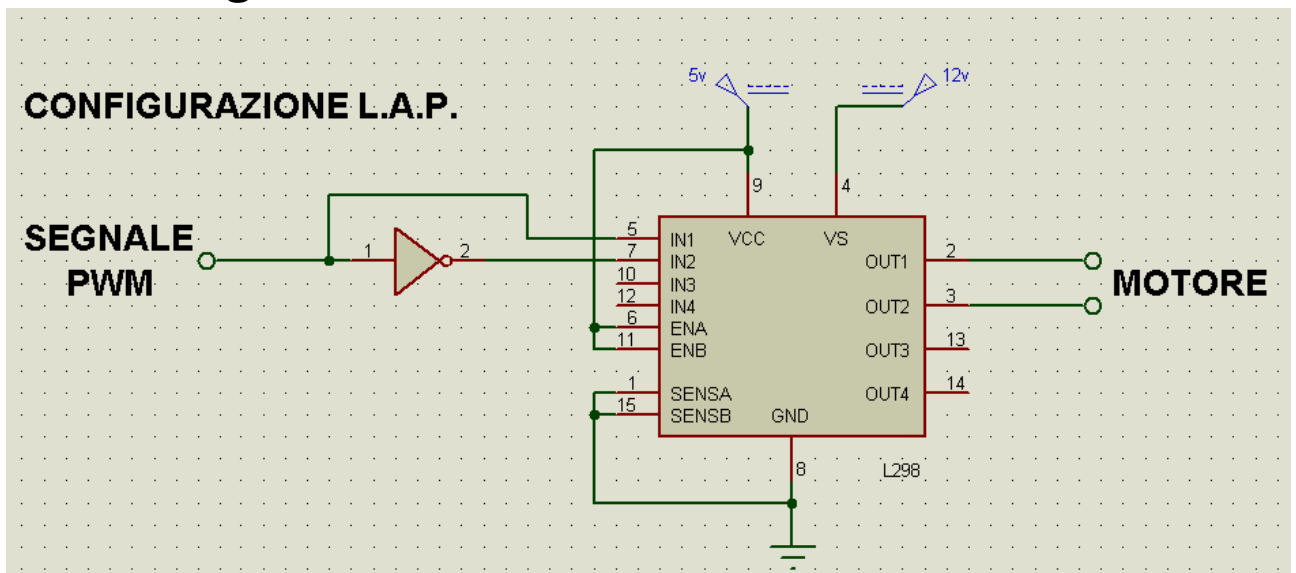 CONFIGURAZIONE L.A.P.
5v
12v
9
4
SEGNALE
PWM
1
2
5
7
10
12
6
11
1
15
IN1
IN2
IN3
IN4
ENA
ENB
SENSA
SENSB
VCC
VS
GND
OUT1
OUT2
OUT3
OUT4
2
3
13
14
MOTORE
8
L298